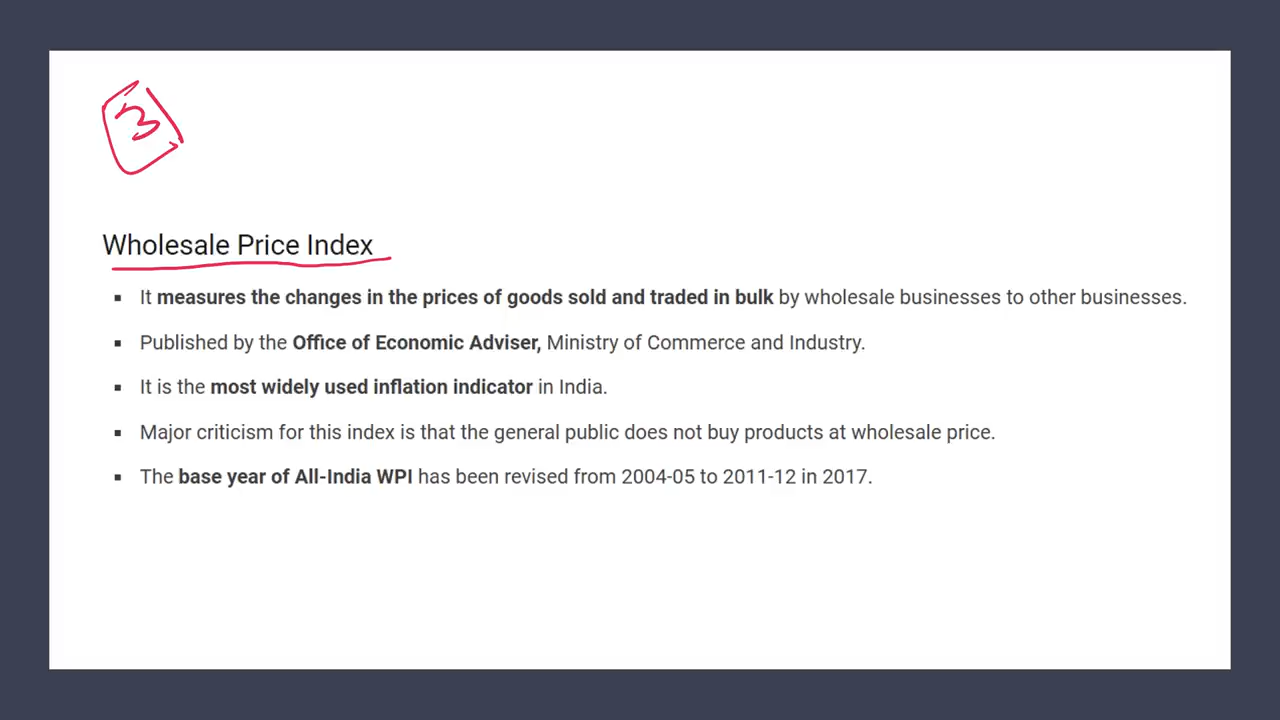 3
Wholesale Price Index
▪ It measures the changes in the prices of goods sold and traded in bulk by wholesale businesses to other businesses.
▪ Published by the Office of Economic Adviser, Ministry of Commerce and Industry.
▪ It is the most widely used inflation indicator in India.
▪ Major criticism for this index is that the general public does not buy products at wholesale price.
▪ The base year of All-India WPI has been revised from 2004-05 to 2011-12 in 2017.